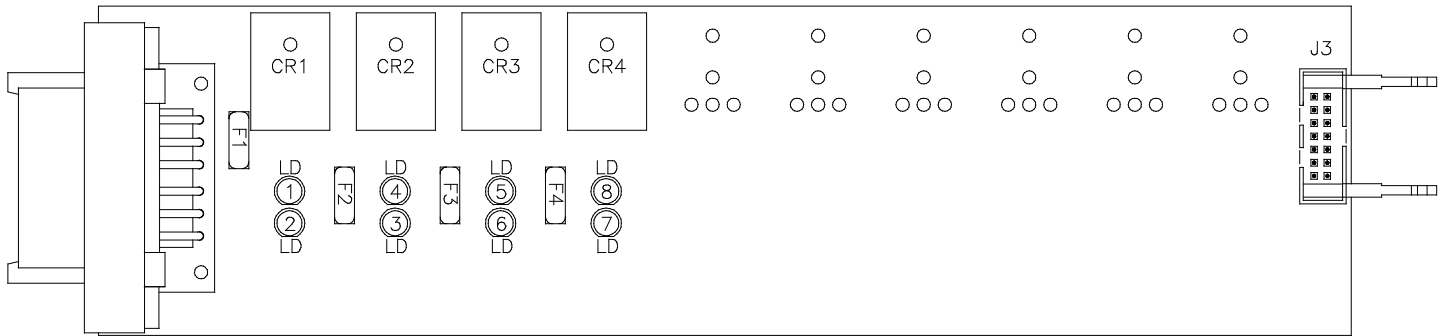 J3
CR1 CR2 CR3 CR4
F1
LD LD LD LD
1 F2 4 F3 5 F4 8
2 3 6 7
LD LD LD LD